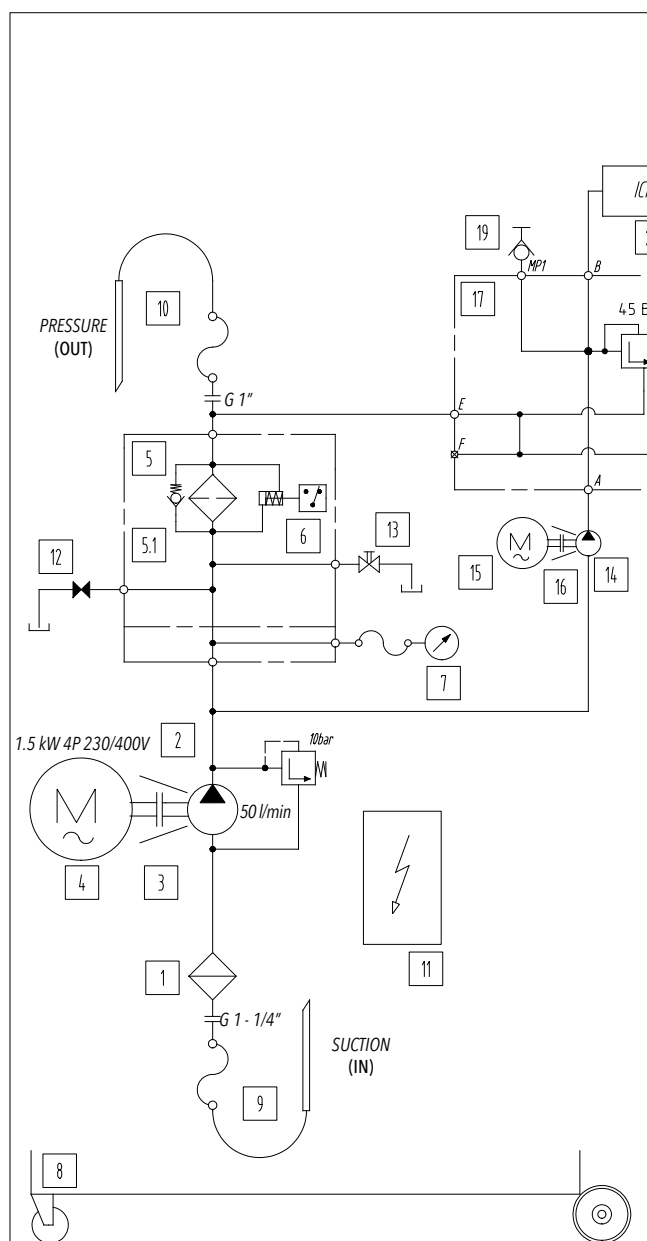 IC
19
MP1
B
17
10
45 B
PRESSURE
(OUT)
G 1"
E
5
F
A
6
13
5.1
12
15
16
14
7
2
1.5 kW 4P 230/400V
10bar
M
M
50 l/min
4
3
11
1
G 1 - 1/4"
SUCTION
(IN)
9
8